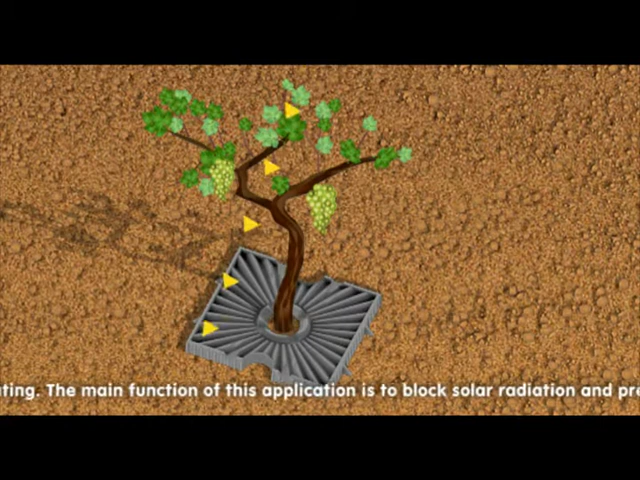 ting. The main function of this application is to block solar radiation and pre